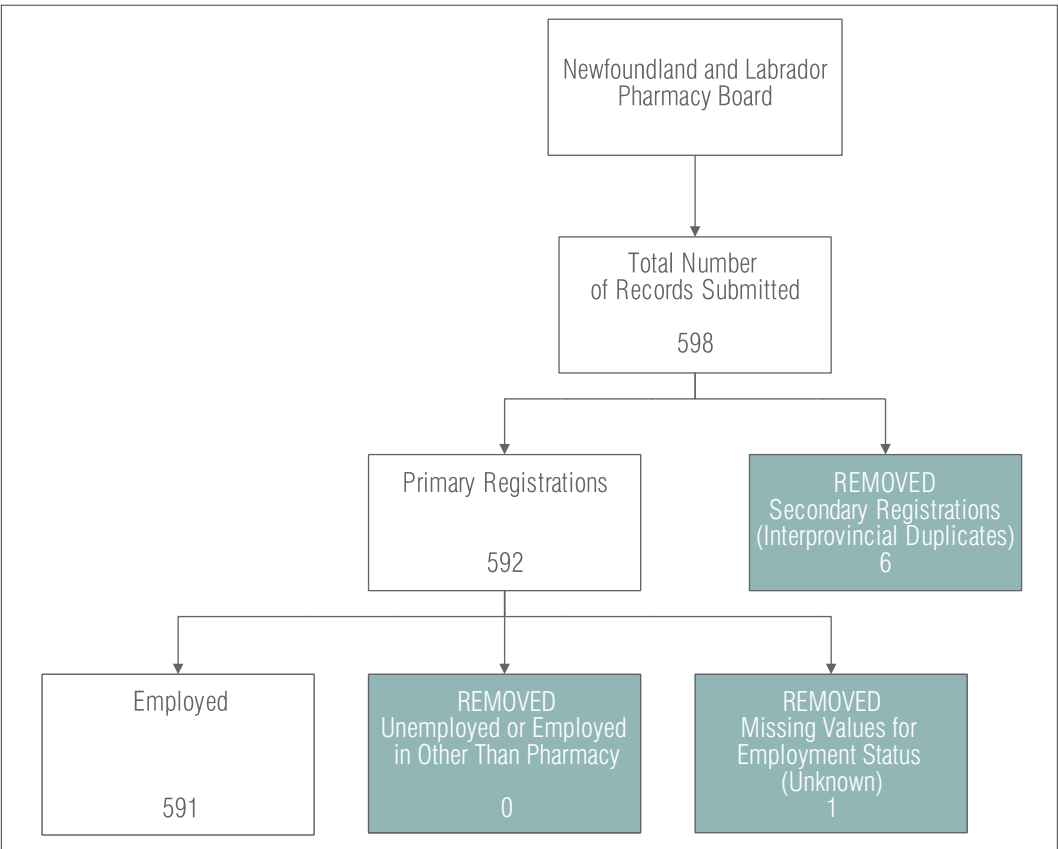 Newfoundland and Labrador
Pharmacy Board
Total Number
of Records Submitted
598
Primary Registrations
592
REMOVED
Secondary Registrations
(Interprovincial Duplicates)
6
Employed
591
REMOVED
Unemployed or Employed
in Other Than Pharmacy
0
REMOVED
Missing Values for
Employment Status
(Unknown)
1